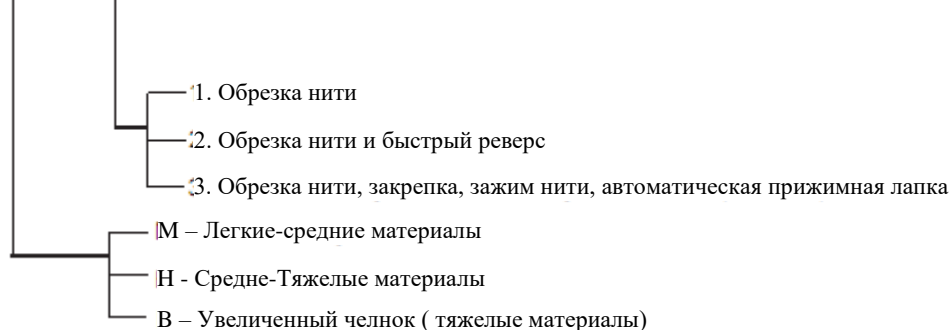 1. Обрезка нити
2. Обрезка нити и быстрый реверс
3. Обрезка нити, закрепка, зажим нити, автоматическая прижимная лапка
М – Легкие-средние материалы
Н - Средне-Тяжелые материалы
В – Увеличенный челнок ( тяжелые материалы)